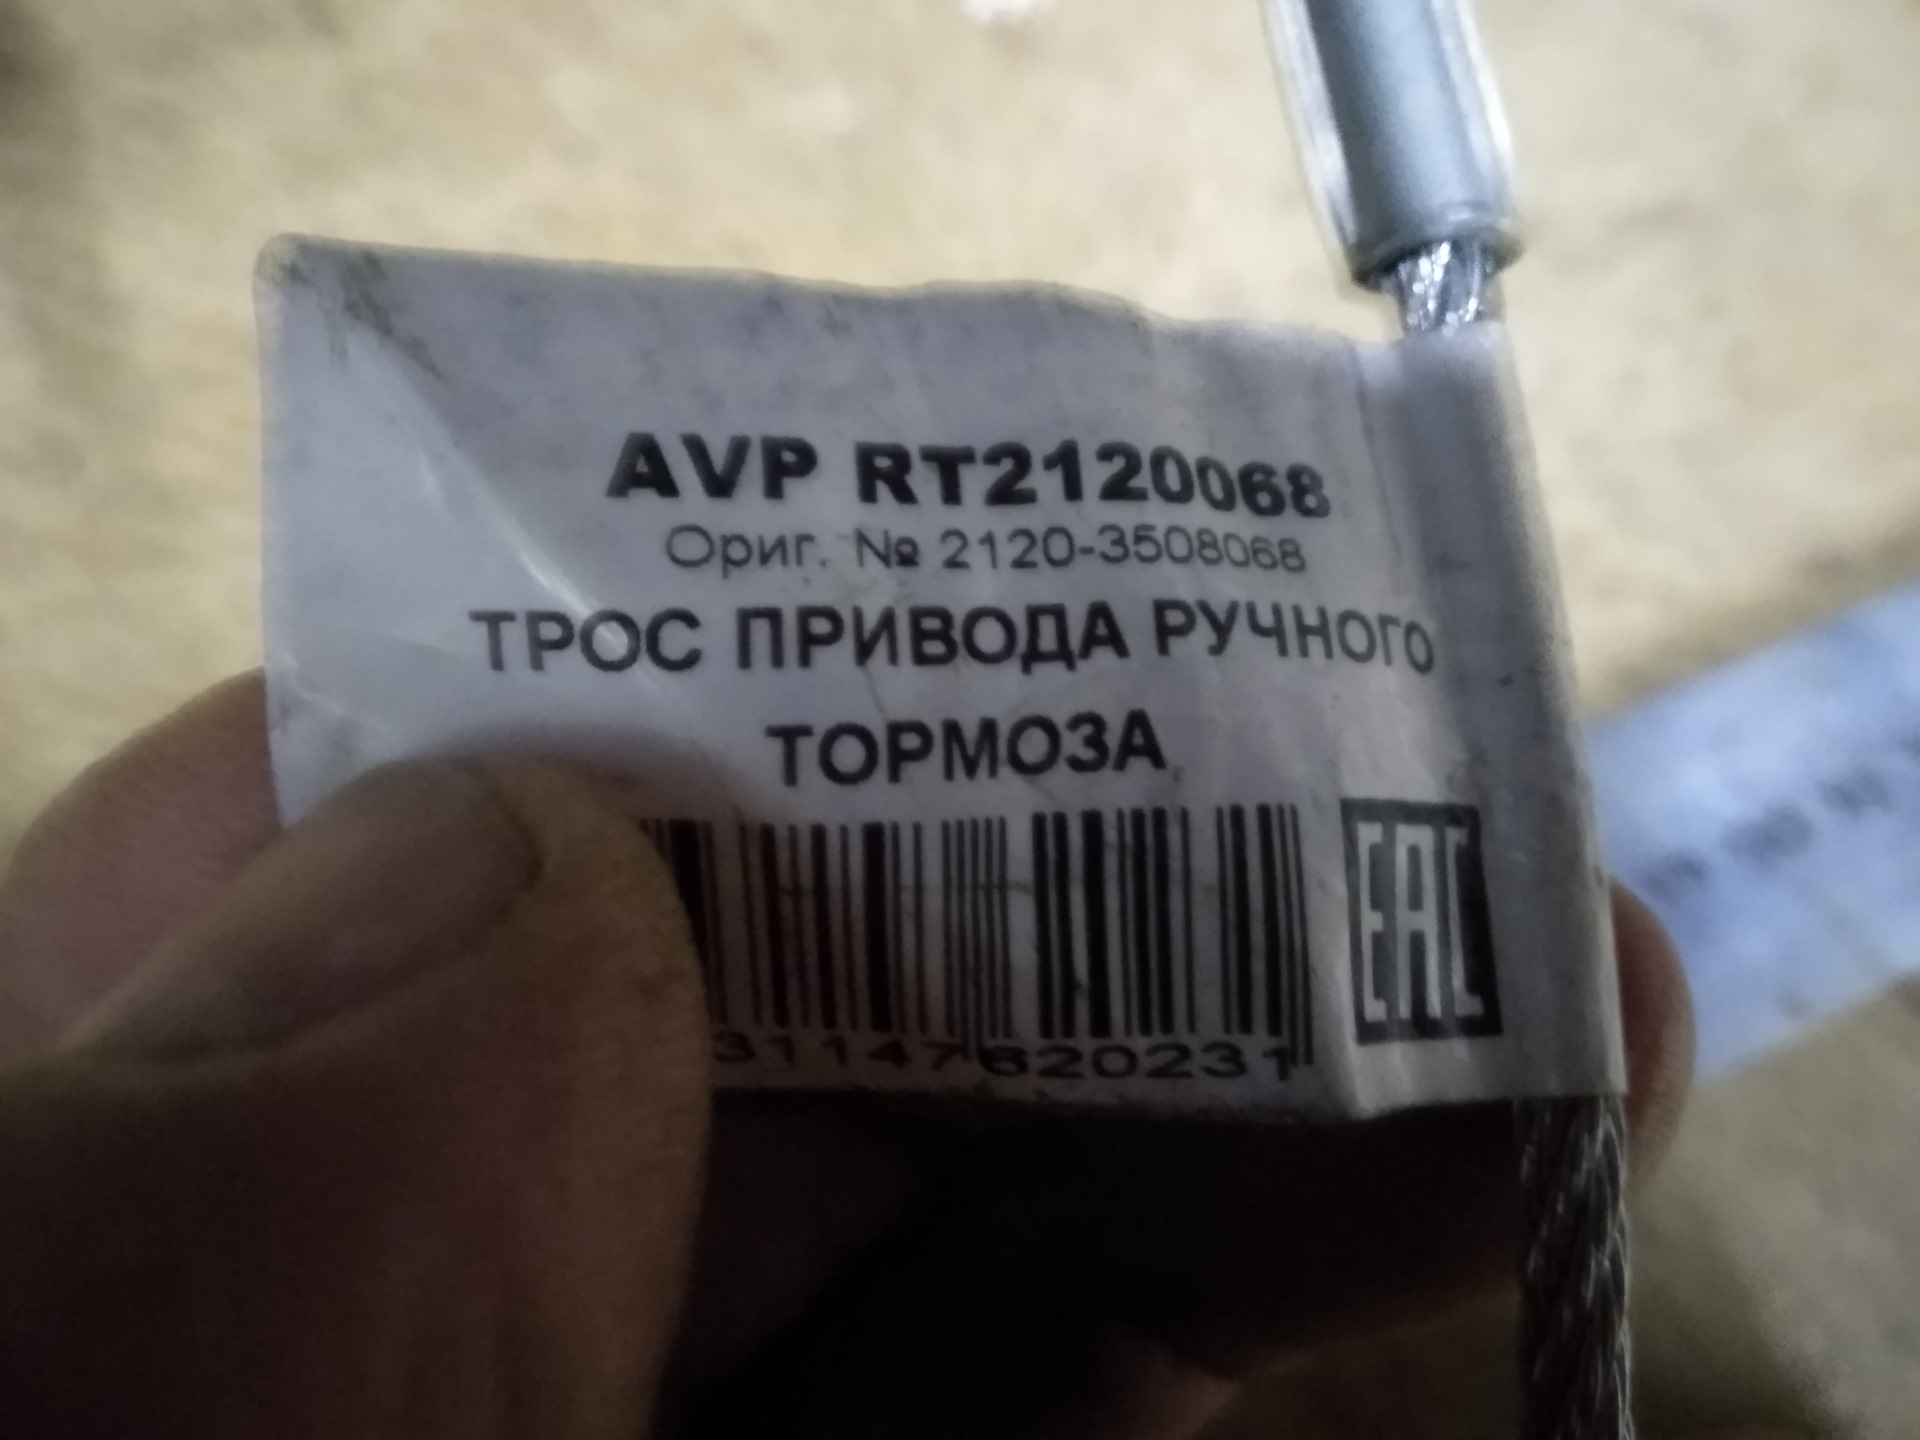 AVP RT2120068
Ориг. № 2120-3508068
ТРОС ПРИВОДА РУЧНОГО
ТОРМОЗА
EAC
31147620231